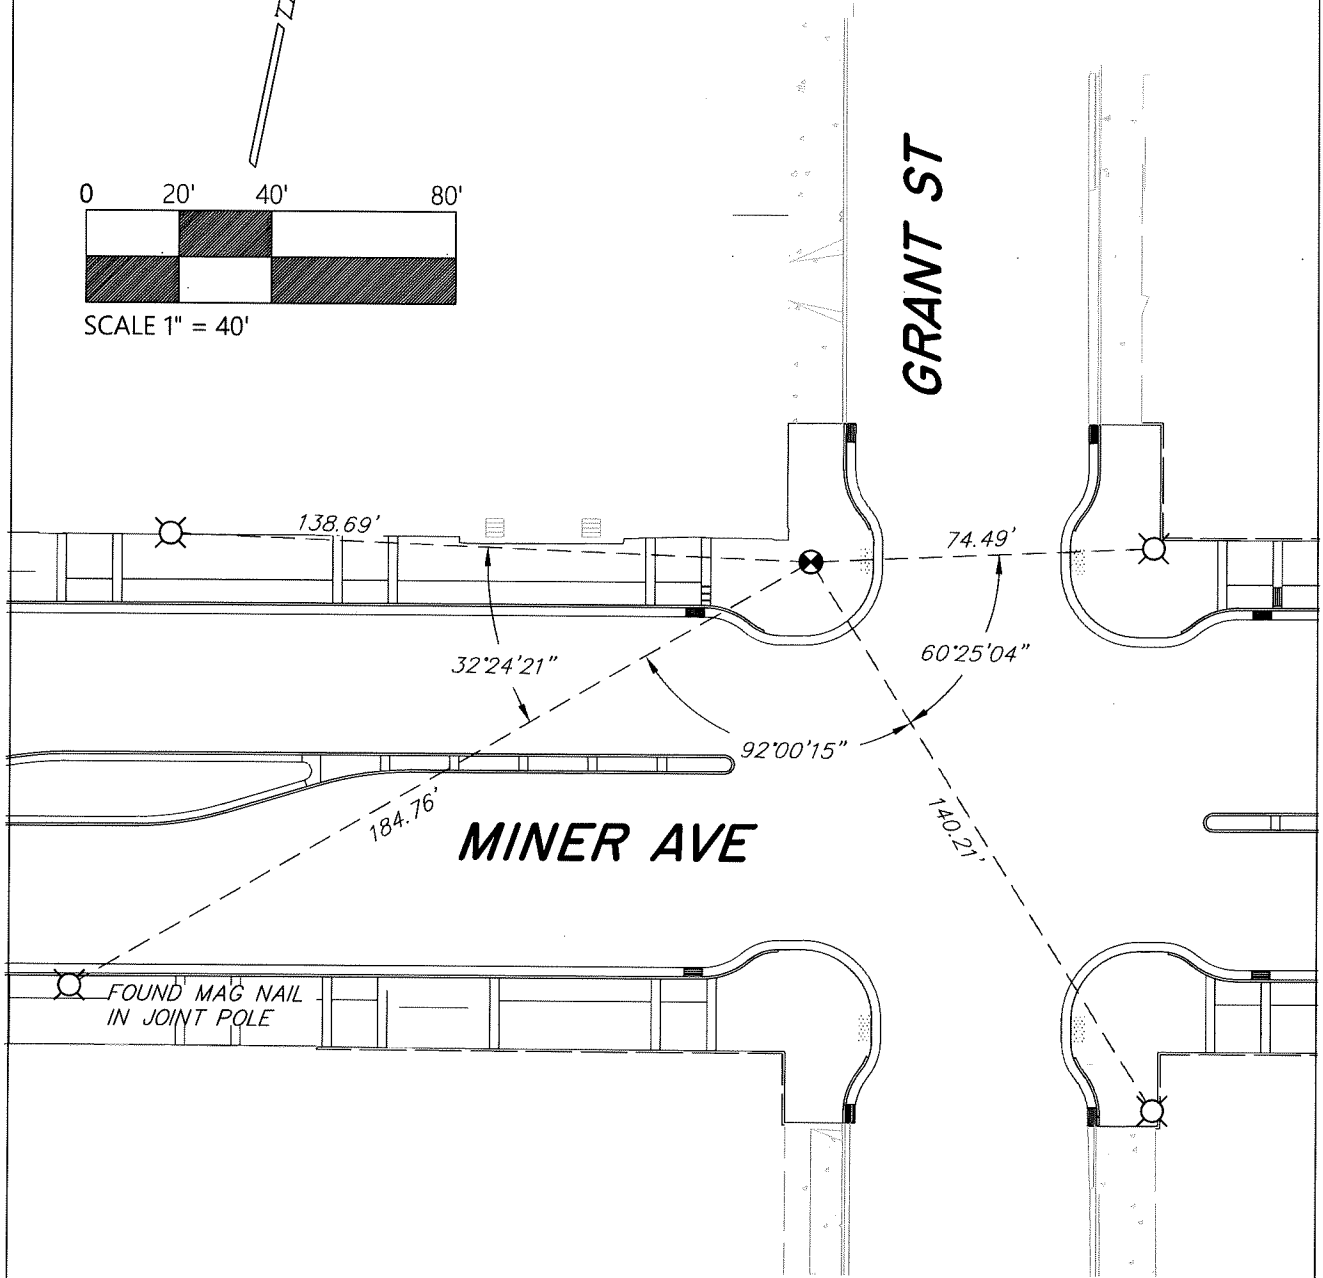 0 20' 40' 80'
SCALE 1" = 40'
GRANT ST
138.69'
74.49'
32°24'21"
60°25'04"
92°00'15"
184.76'
MINER AVE
140.21'
FOUND MAG NAIL
IN JOINT POLE